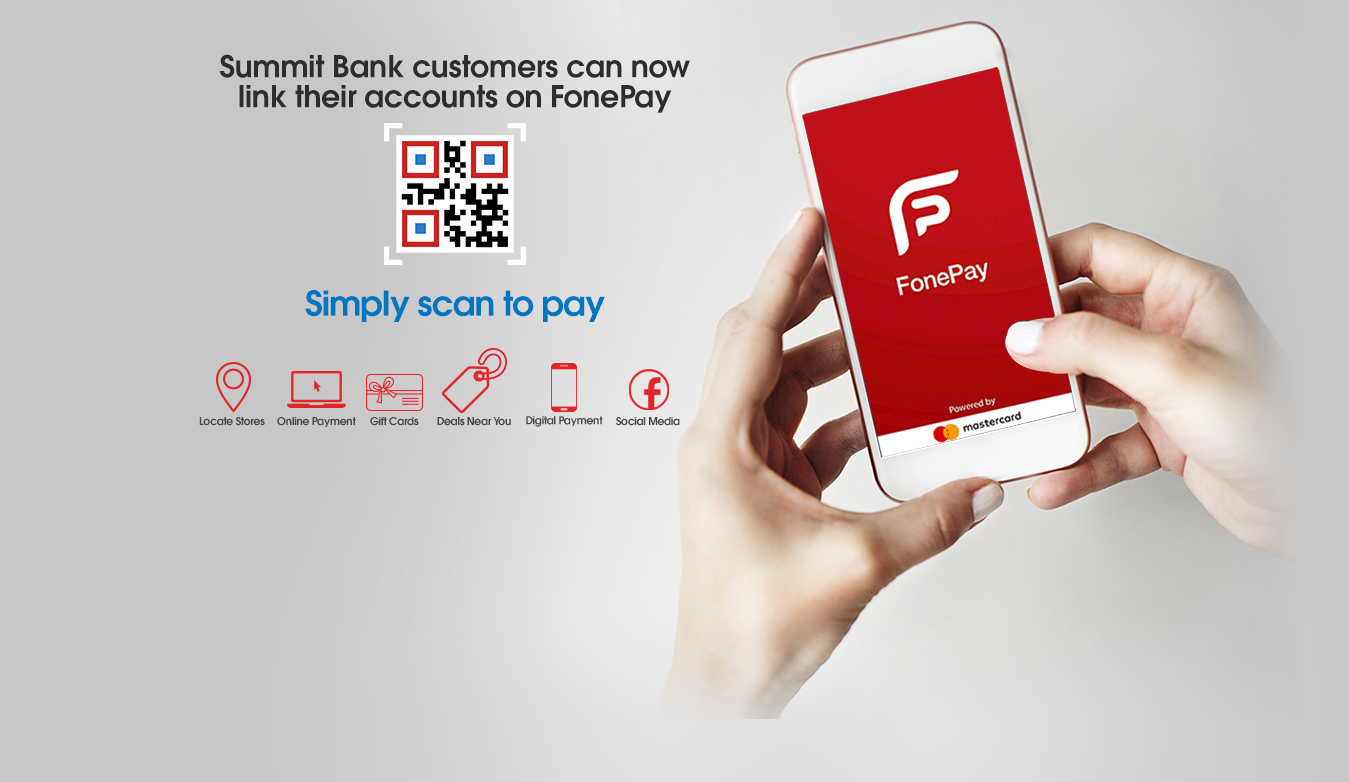 Summit Bank customers can now
link their accounts on FonePay
Simply scan to pay
Locate Stores
Online Payment
Gift Cards
Deals Near You
Digital Payment
Social Media
FonePay
Powered by
mastercard